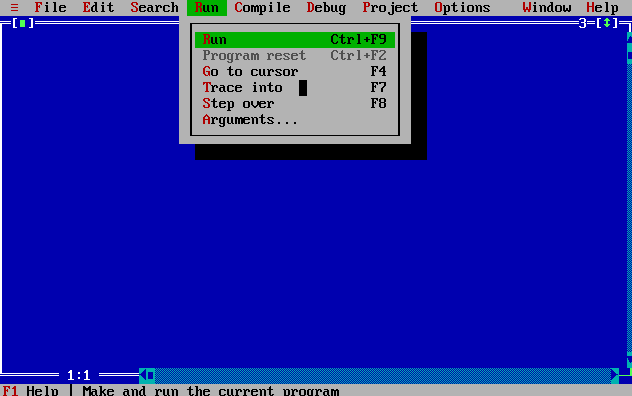 ≡ File Edit Search Run Compile Debug Project Options Window Help
[■] 3=[↕]
Run Ctrl+F9
Program reset Ctrl+F2
Go to cursor F4
Trace into F7
Step over F8
Arguments...
1:1
F1 Help | Make and run the current program